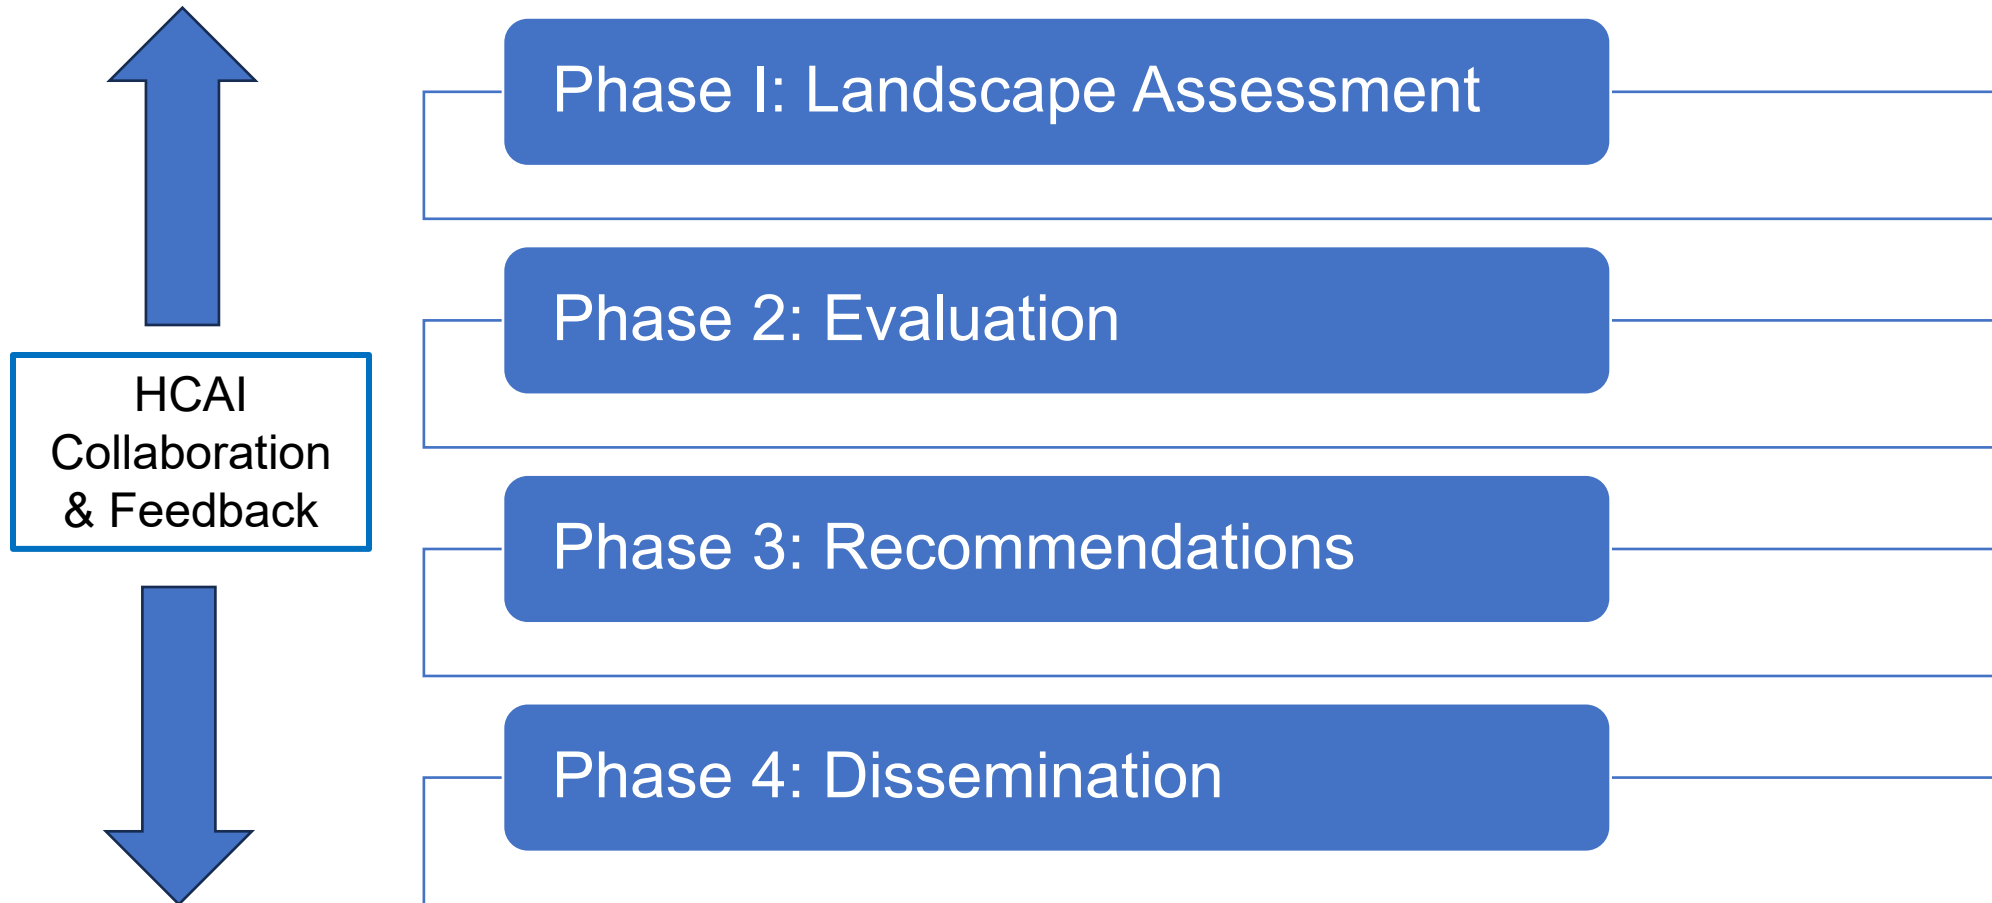 Phase I: Landscape Assessment
Phase 2: Evaluation
HCAI
Collaboration
& Feedback
Phase 3: Recommendations
Phase 4: Dissemination